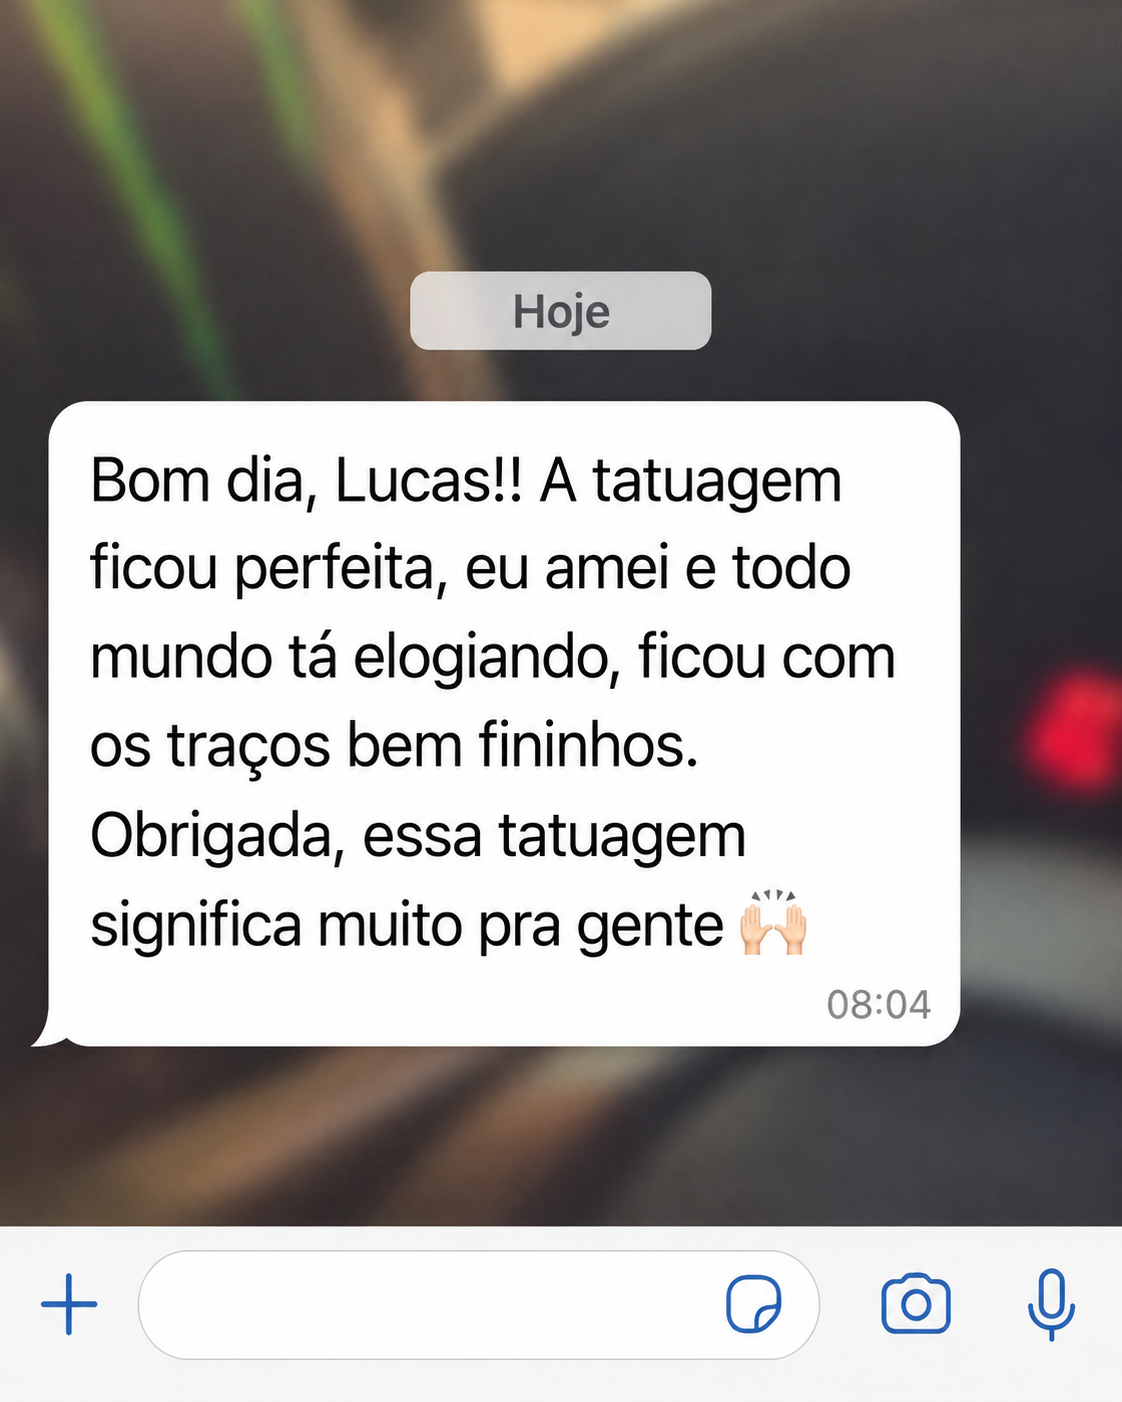 Hoje
Bom dia, Lucas!! A tatuagem
ficou perfeita, eu amei e todo
mundo tá elogiando, ficou com
os traços bem fininhos.
Obrigada, essa tatuagem
significa muito pra gente 🙌🏻
08:04